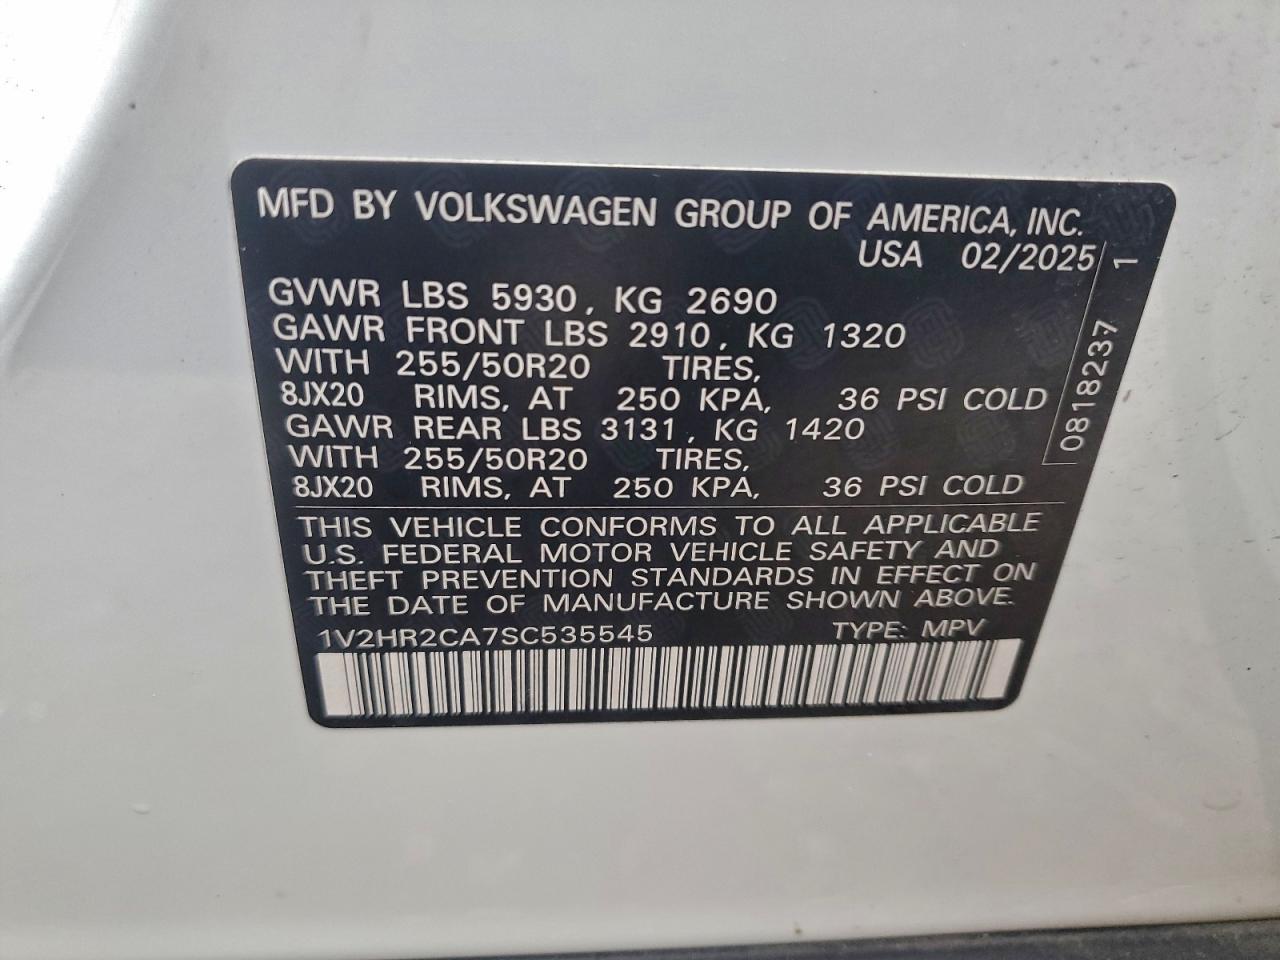 MFD BY VOLKSWAGEN GROUP OF AMERICA, INC.
USA 02/2025
GVWR LBS 5930, KG 2690
GAWR FRONT LBS 2910, KG 1320
WITH 255/50R20 TIRES,
8JX20 RIMS, AT 250 KPA, 36 PSI COLD
GAWR REAR LBS 3131, KG 1420
WITH 255/50R20 TIRES,
8JX20 RIMS, AT 250 KPA, 36 PSI COLD
THIS VEHICLE CONFORMS TO ALL APPLICABLE
U.S. FEDERAL MOTOR VEHICLE SAFETY AND
THEFT PREVENTION STANDARDS IN EFFECT ON
THE DATE OF MANUFACTURE SHOWN ABOVE.
1V2HR2CA7SC535545 TYPE: MPV
0818237 1